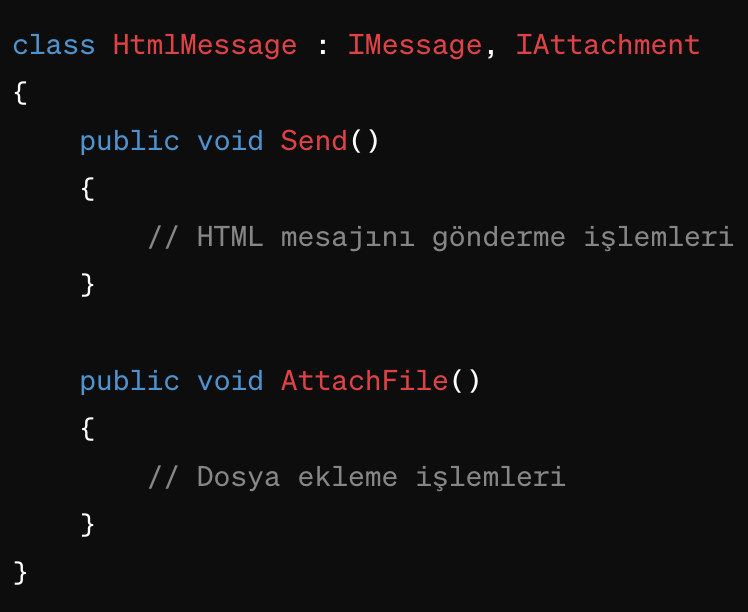 class HtmlMessage : IMessage, IAttachment
{
    public void Send()
    {
        // HTML mesajını gönderme işlemleri
    }

    public void AttachFile()
    {
        // Dosya ekleme işlemleri
    }
}